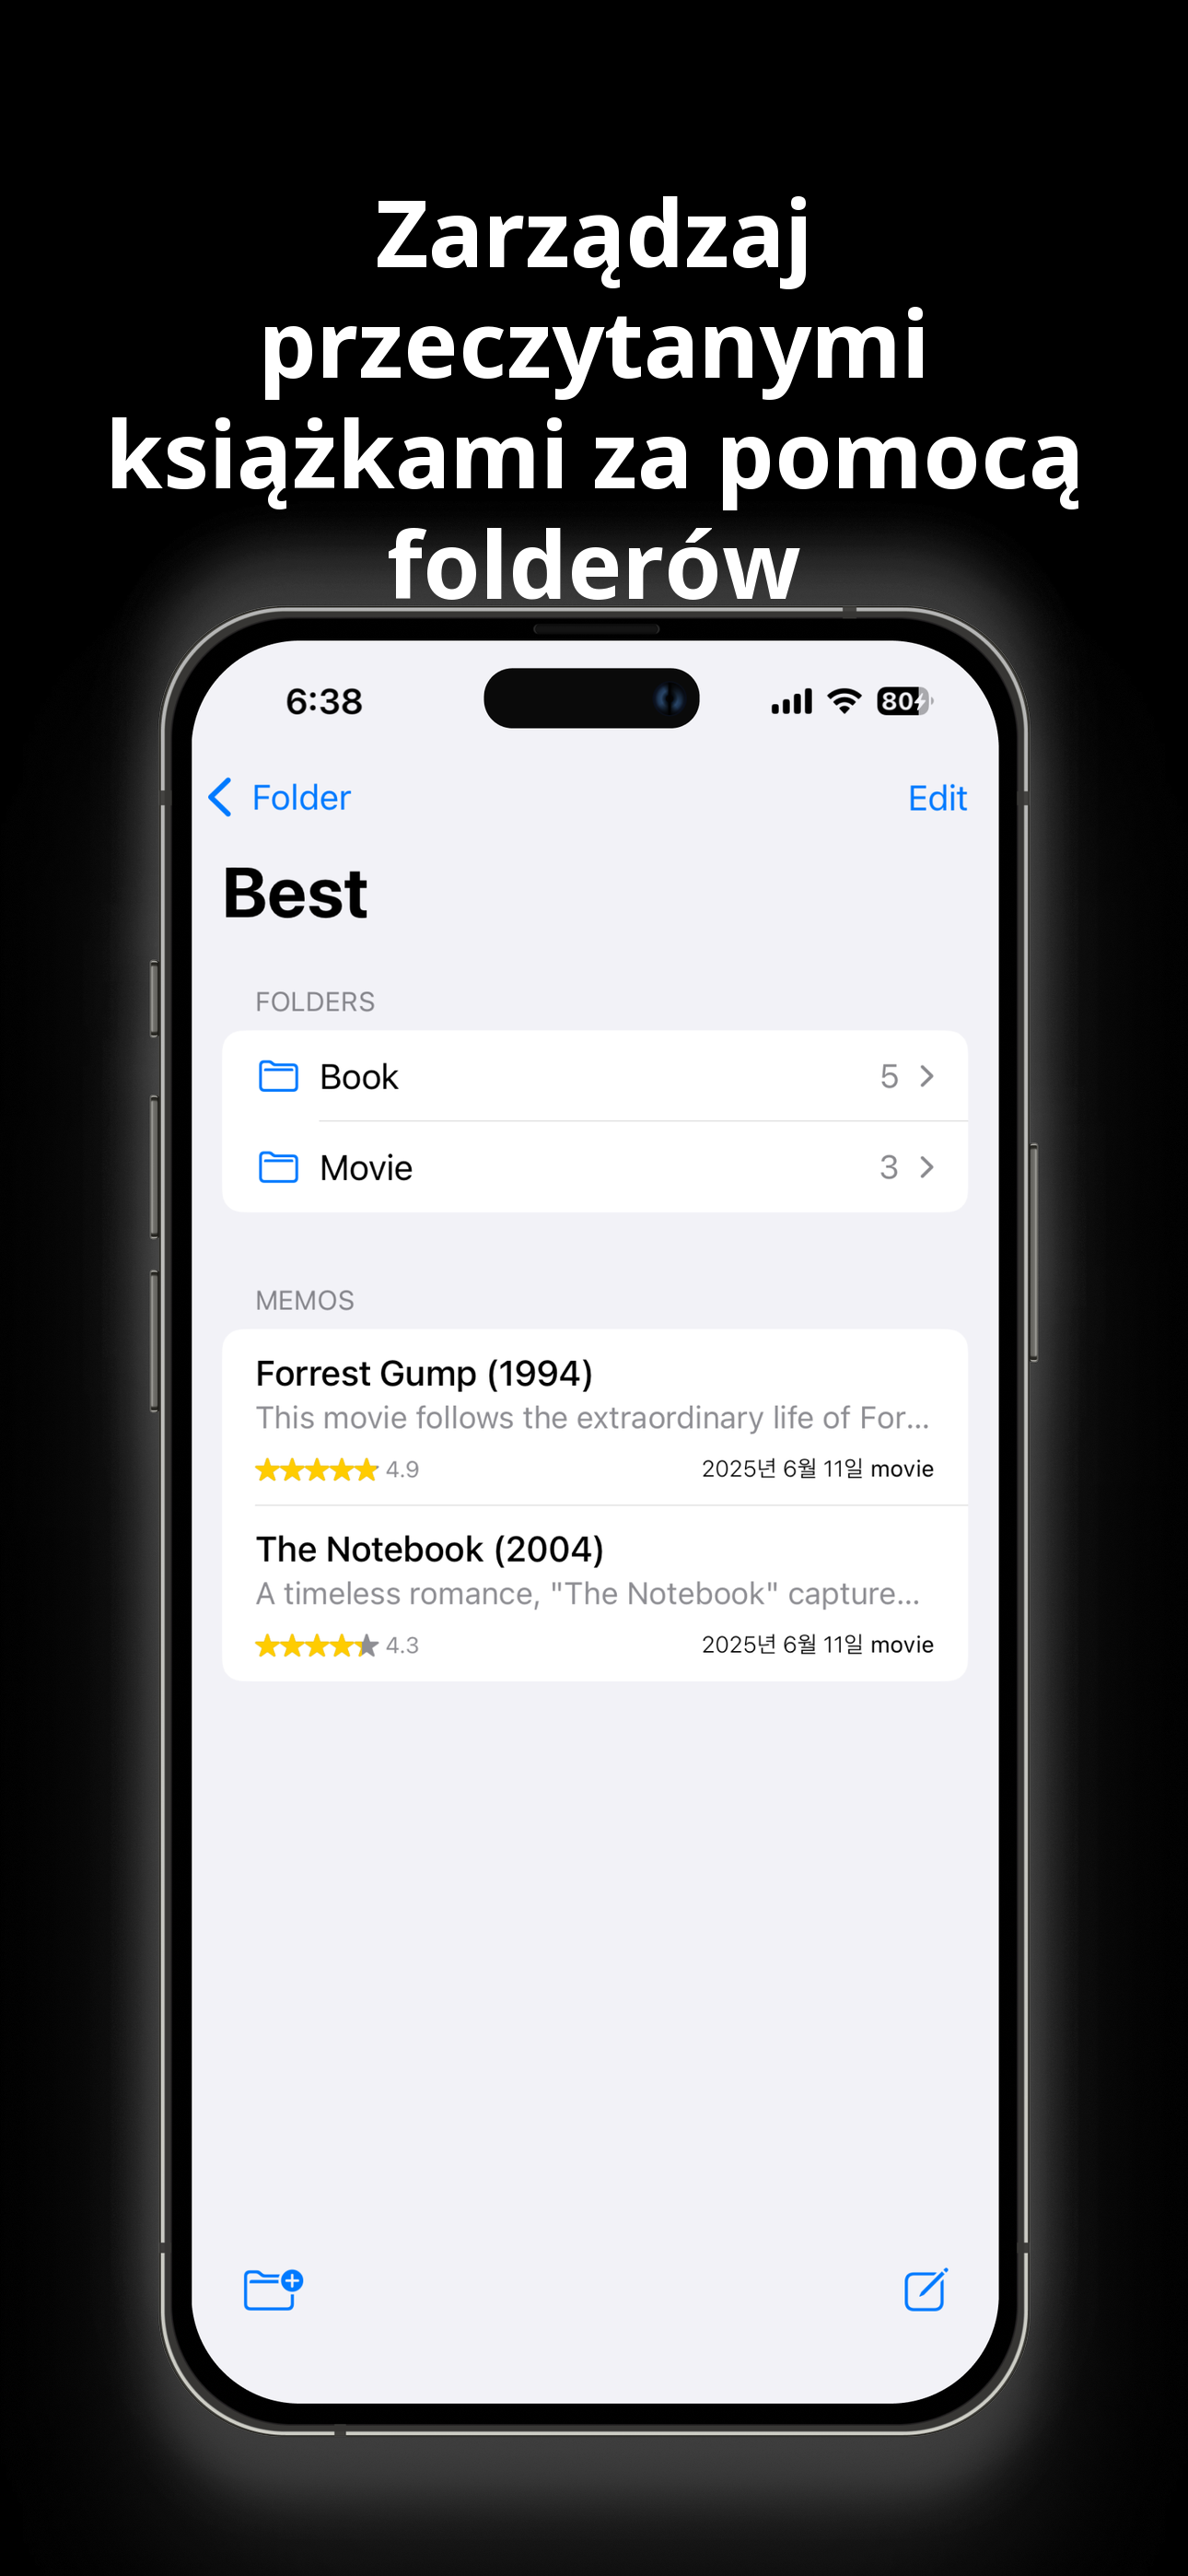 Zarządzaj
przeczytanymi
książkami za pomocą
folderów
6:38
80
Folder
Edit
Best
FOLDERS
Book 5
Movie 3
MEMOS
Forrest Gump (1994)
This movie follows the extraordinary life of For...
4.9 2025년 6월 11일 movie
The Notebook (2004)
A timeless romance, "The Notebook" capture...
4.3 2025년 6월 11일 movie